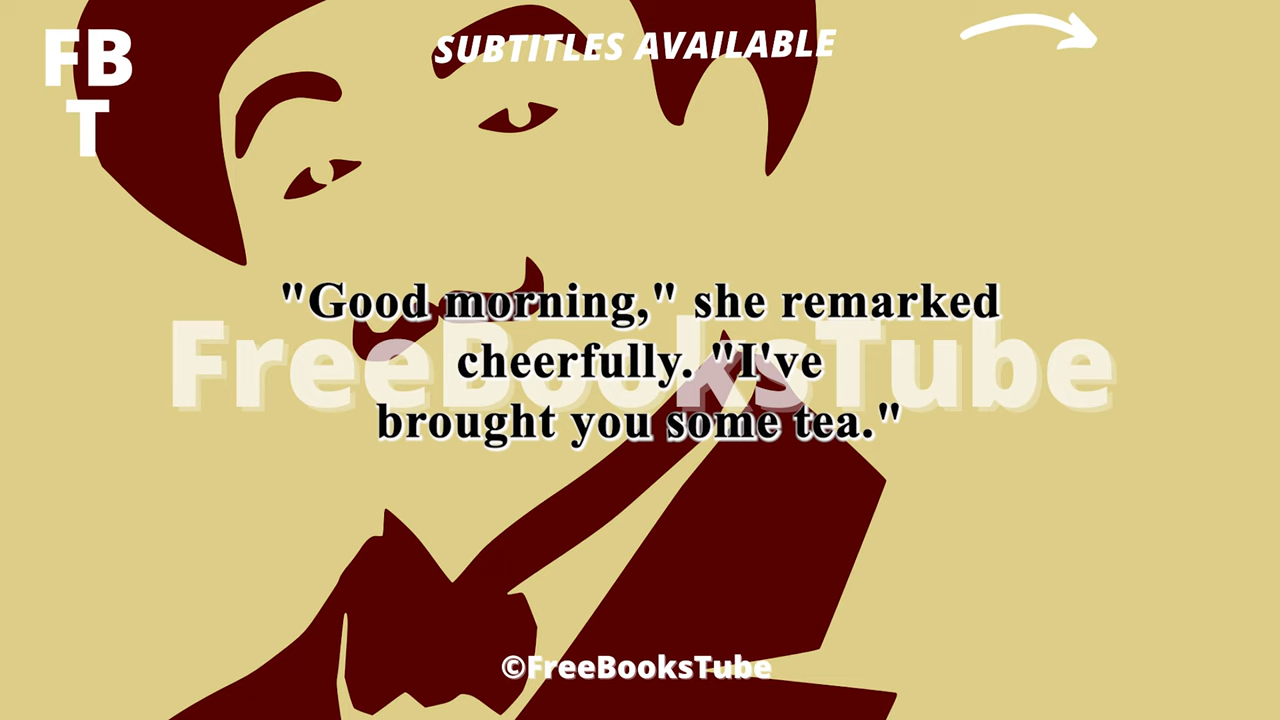 FB
T
SUBTITLES AVAILABLE
"Good morning," she remarked
cheerfully. "I've
brought you some tea."
FreeBooksTube
©FreeBooksTube